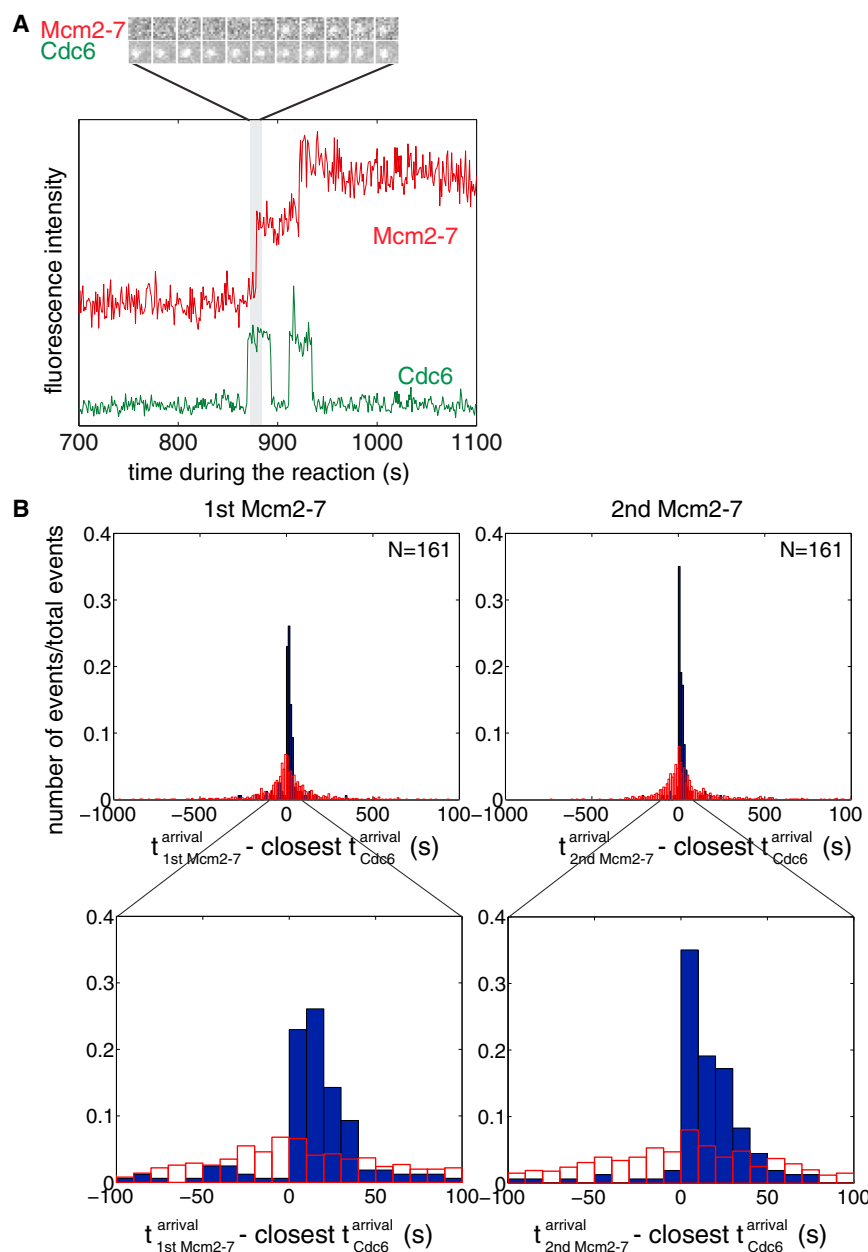 A
Mcm2-7
Cdc6
fluorescence intensity
Mcm2-7
Cdc6
700 800 900 1000 1100
time during the reaction (s)
B
1st Mcm2-7 2nd Mcm2-7
number of events/total events
0.4 0.4
N=161 N=161
0.3 0.3
0.2 0.2
0.1 0.1
0 0
−1000 −500 0 500 1000 −1000 −500 0 500 1000
t arrival 1st Mcm2-7 - closest t arrival Cdc6 (s) t arrival 2nd Mcm2-7 - closest t arrival Cdc6 (s)
0.4 0.4
0.3 0.3
0.2 0.2
0.1 0.1
0 0
−100 −50 0 50 100 −100 −50 0 50 100
t arrival 1st Mcm2-7 - closest t arrival Cdc6 (s) t arrival 2nd Mcm2-7 - closest t arrival Cdc6 (s)